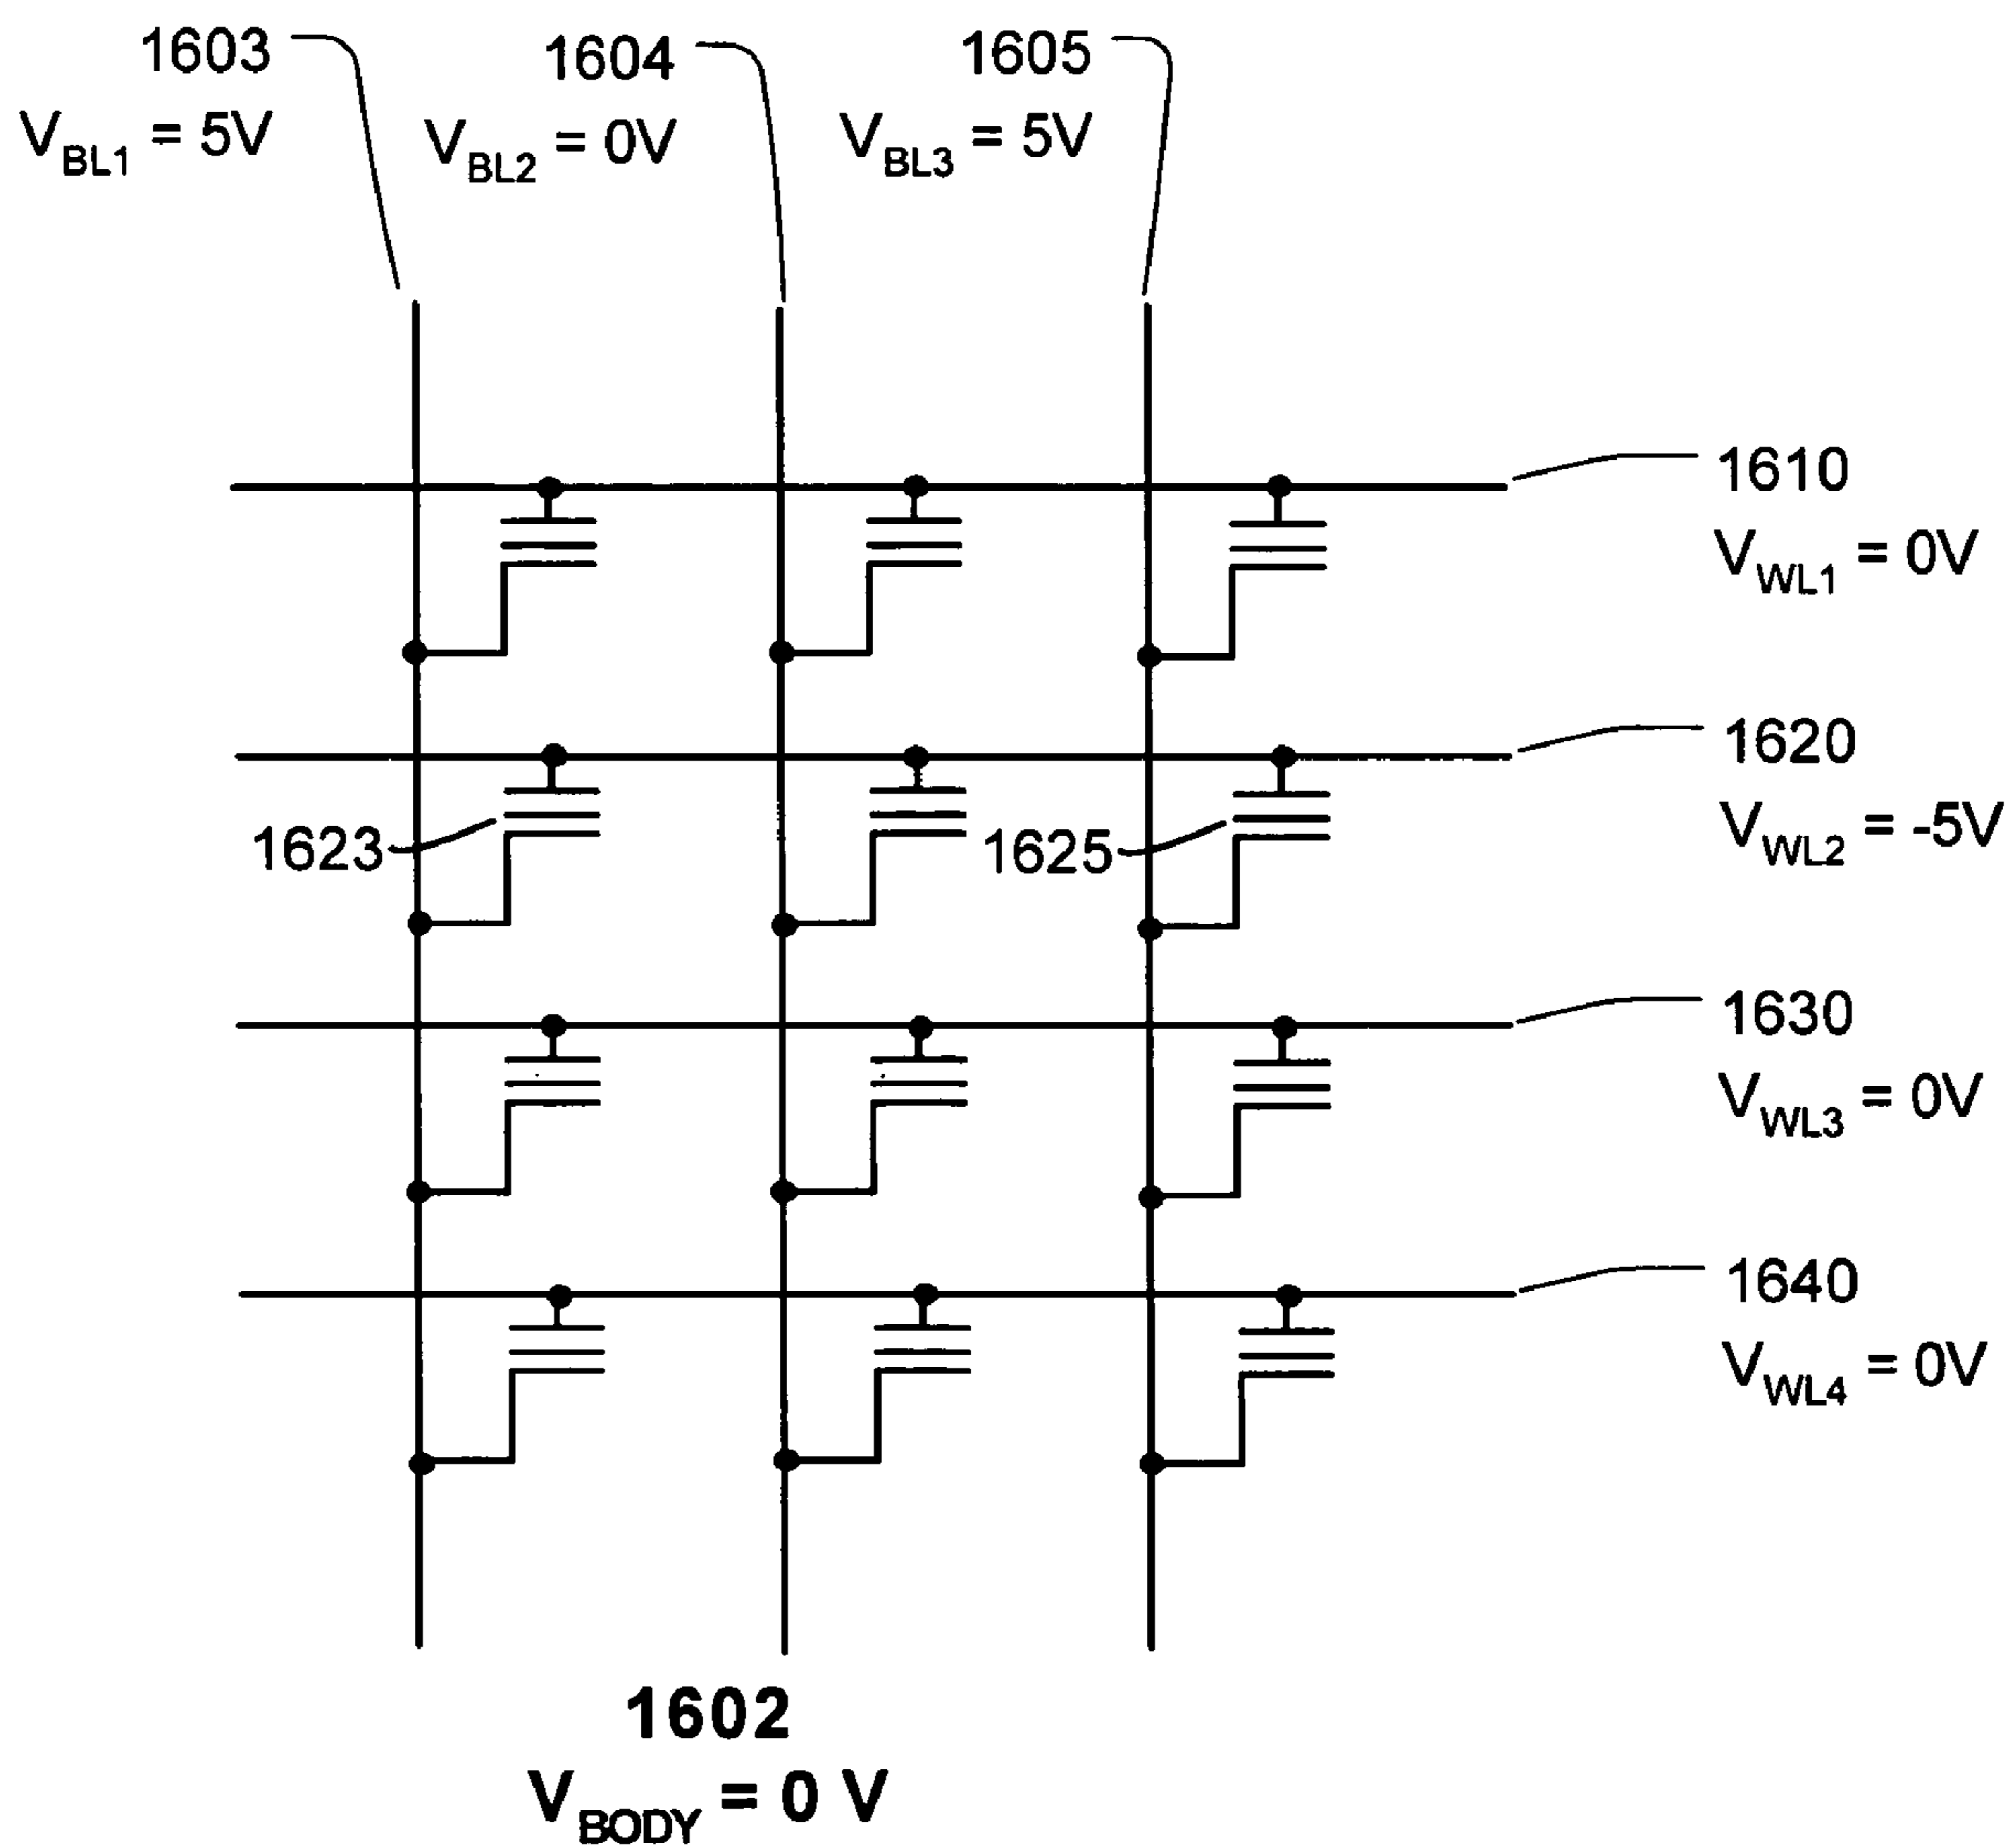 1603
V_BL1 = 5V
1604
V_BL2 = 0V
1605
V_BL3 = 5V
1610
V_WL1 = 0V
1620
V_WL2 = -5V
1623
1625
1630
V_WL3 = 0V
1640
V_WL4 = 0V
1602
V_BODY = 0 V